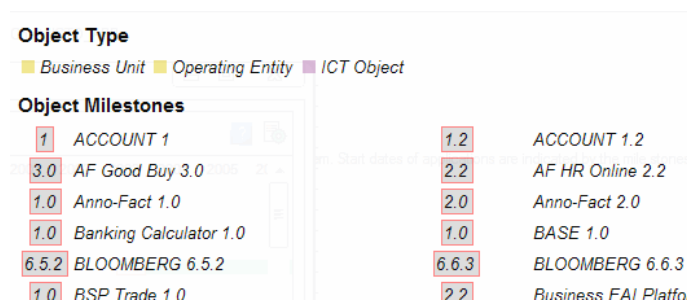 Object Type
Business Unit Operating Entity ICT Object
Object Milestones
1 ACCOUNT 1 1.2 ACCOUNT 1.2
3.0 AF Good Buy 3.0 2.2 AF HR Online 2.2
1.0 Anno-Fact 1.0 2.0 Anno-Fact 2.0
1.0 Banking Calculator 1.0 1.0 BASE 1.0
6.5.2 BLOOMBERG 6.5.2 6.6.3 BLOOMBERG 6.6.3
1.0 BSP Trade 1.0 2.2 Business EAI Platfo